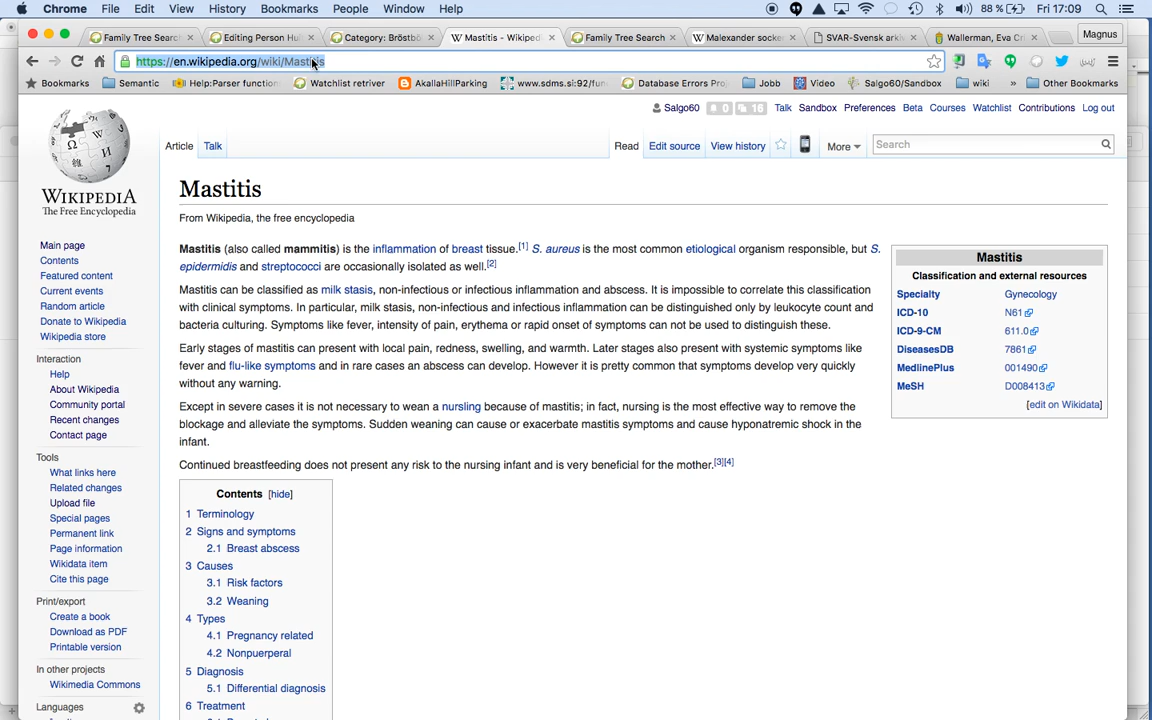 Chrome File Edit View History Bookmarks People Window Help 88 % Fri 17:09
Family Tree Search Editing Person Category: Bröstb Mastitis - Wikiped Family Tree Search Malexander socke SVAR-Svensk arki Wallerman, Eva Cr Magnus
https://en.wikipedia.org/wiki/Mastitis
Bookmarks Semantic Help:Parser function Watchlist retriver AkallaHillParking www.sdms.si:92/fun Database Errors Pro Jobb Video Salgo60/Sandbox wiki » Other Bookmarks
Salgo60 0 16 Talk Sandbox Preferences Beta Courses Watchlist Contributions Log out
Article Talk Read Edit source View history More Search
WIKIPEDIA
The Free Encyclopedia
Main page
Contents
Featured content
Current events
Random article
Donate to Wikipedia
Wikipedia store
Interaction
Help
About Wikipedia
Community portal
Recent changes
Contact page
Tools
What links here
Related changes
Upload file
Special pages
Permanent link
Page information
Wikidata item
Cite this page
Print/export
Create a book
Download as PDF
Printable version
In other projects
Wikimedia Commons
Languages
Mastitis
From Wikipedia, the free encyclopedia
Mastitis (also called mammitis) is the inflammation of breast tissue.[1] S. aureus is the most common etiological organism responsible, but S.
epidermidis and streptococci are occasionally isolated as well.[2]
Mastitis can be classified as milk stasis, non-infectious or infectious inflammation and abscess. It is impossible to correlate this classification
with clinical symptoms. In particular, milk stasis, non-infectious and infectious inflammation can be distinguished only by leukocyte count and
bacteria culturing. Symptoms like fever, intensity of pain, erythema or rapid onset of symptoms can not be used to distinguish these.
Early stages of mastitis can present with local pain, redness, swelling, and warmth. Later stages also present with systemic symptoms like
fever and flu-like symptoms and in rare cases an abscess can develop. However it is pretty common that symptoms develop very quickly
without any warning.
Except in severe cases it is not necessary to wean a nursling because of mastitis; in fact, nursing is the most effective way to remove the
blockage and alleviate the symptoms. Sudden weaning can cause or exacerbate mastitis symptoms and cause hyponatremic shock in the
infant.
Continued breastfeeding does not present any risk to the nursing infant and is very beneficial for the mother.[3][4]
Mastitis
Classification and external resources
Specialty Gynecology
ICD-10 N61
ICD-9-CM 611.0
DiseasesDB 7861
MedlinePlus 001490
MeSH D008413
[edit on Wikidata]
Contents [hide]
1 Terminology
2 Signs and symptoms
2.1 Breast abscess
3 Causes
3.1 Risk factors
3.2 Weaning
4 Types
4.1 Pregnancy related
4.2 Nonpuerperal
5 Diagnosis
5.1 Differential diagnosis
6 Treatment